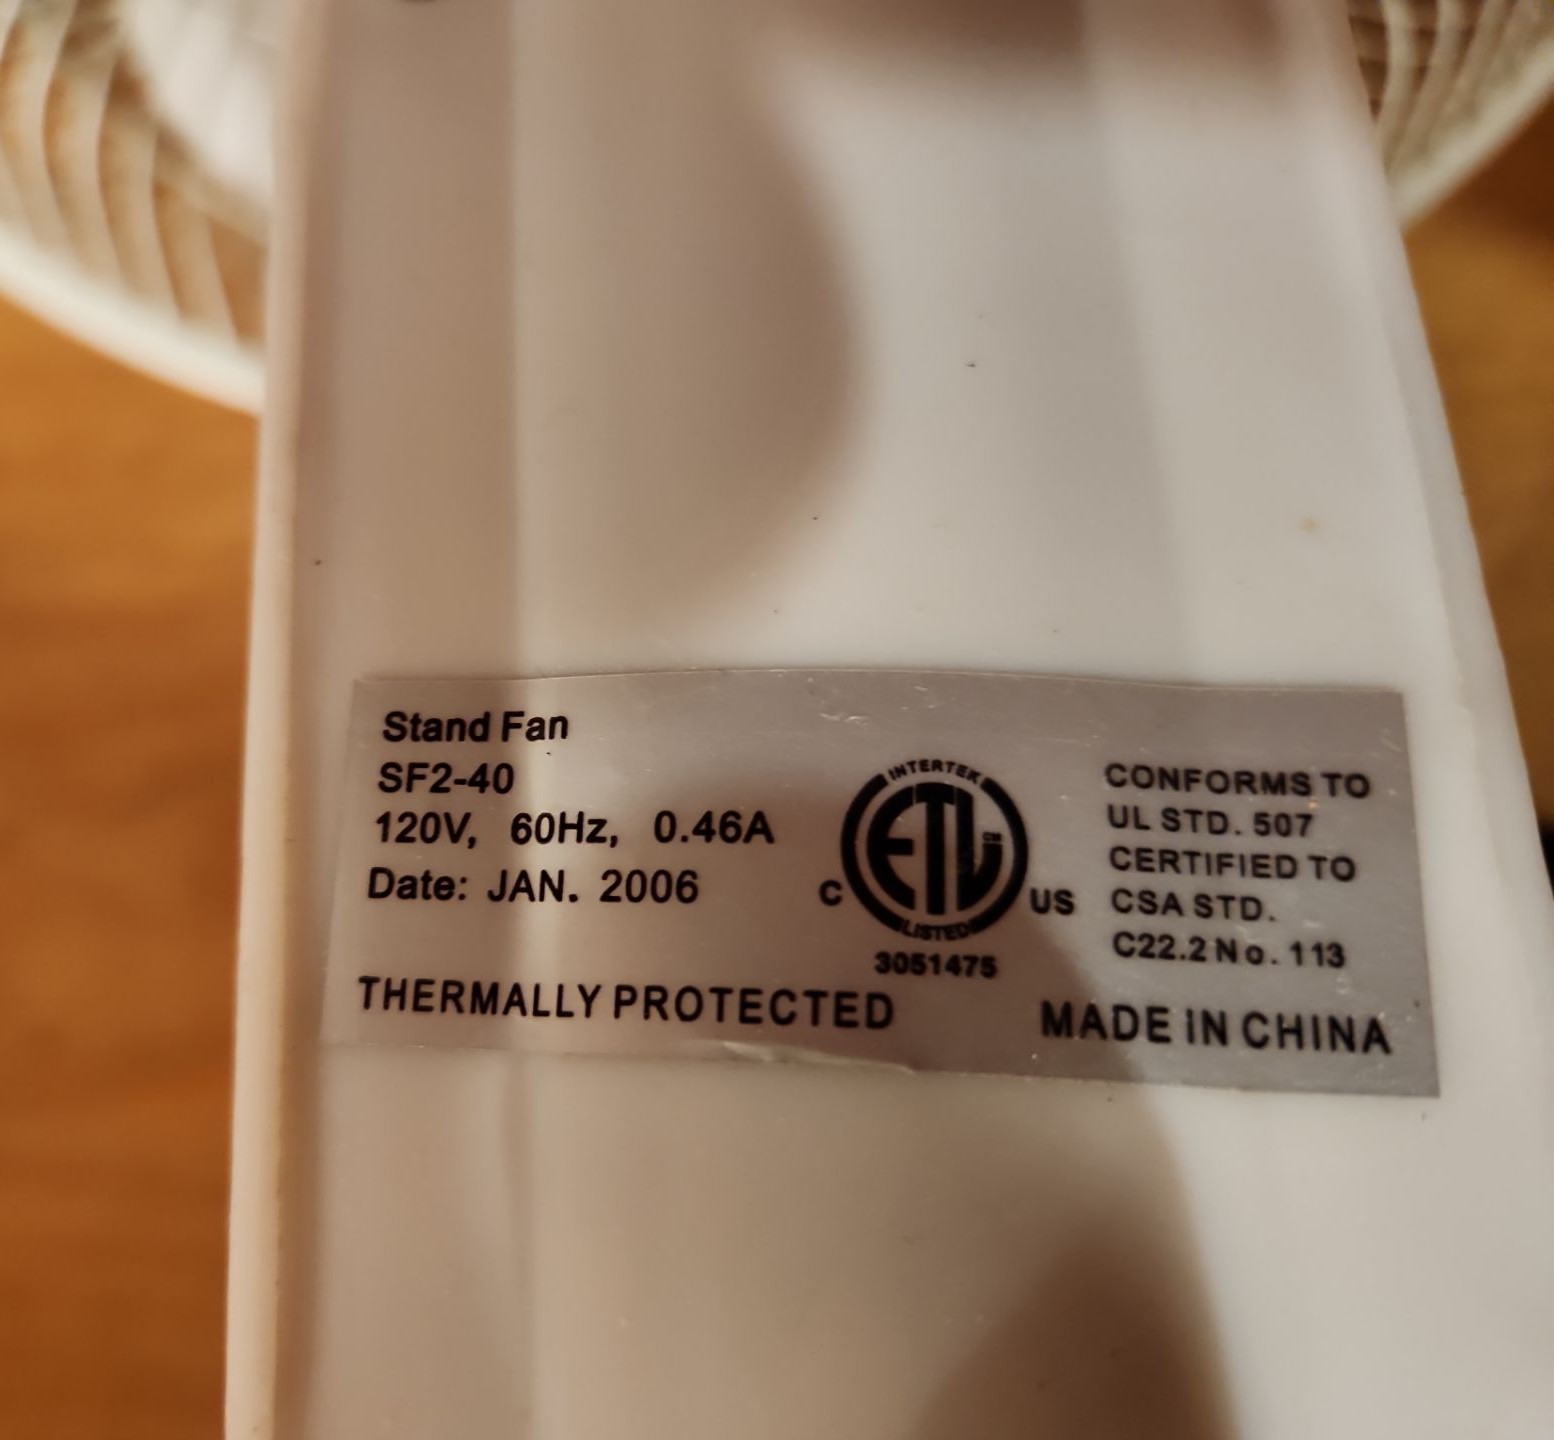 Stand Fan
SF2-40
120V, 60Hz, 0.46A
Date: JAN. 2006
THERMALLY PROTECTED
INTERTEK
ETL CM
LISTED
C US
3051475
CONFORMS TO
UL STD. 507
CERTIFIED TO
CSA STD.
C22.2 No. 113
MADE IN CHINA